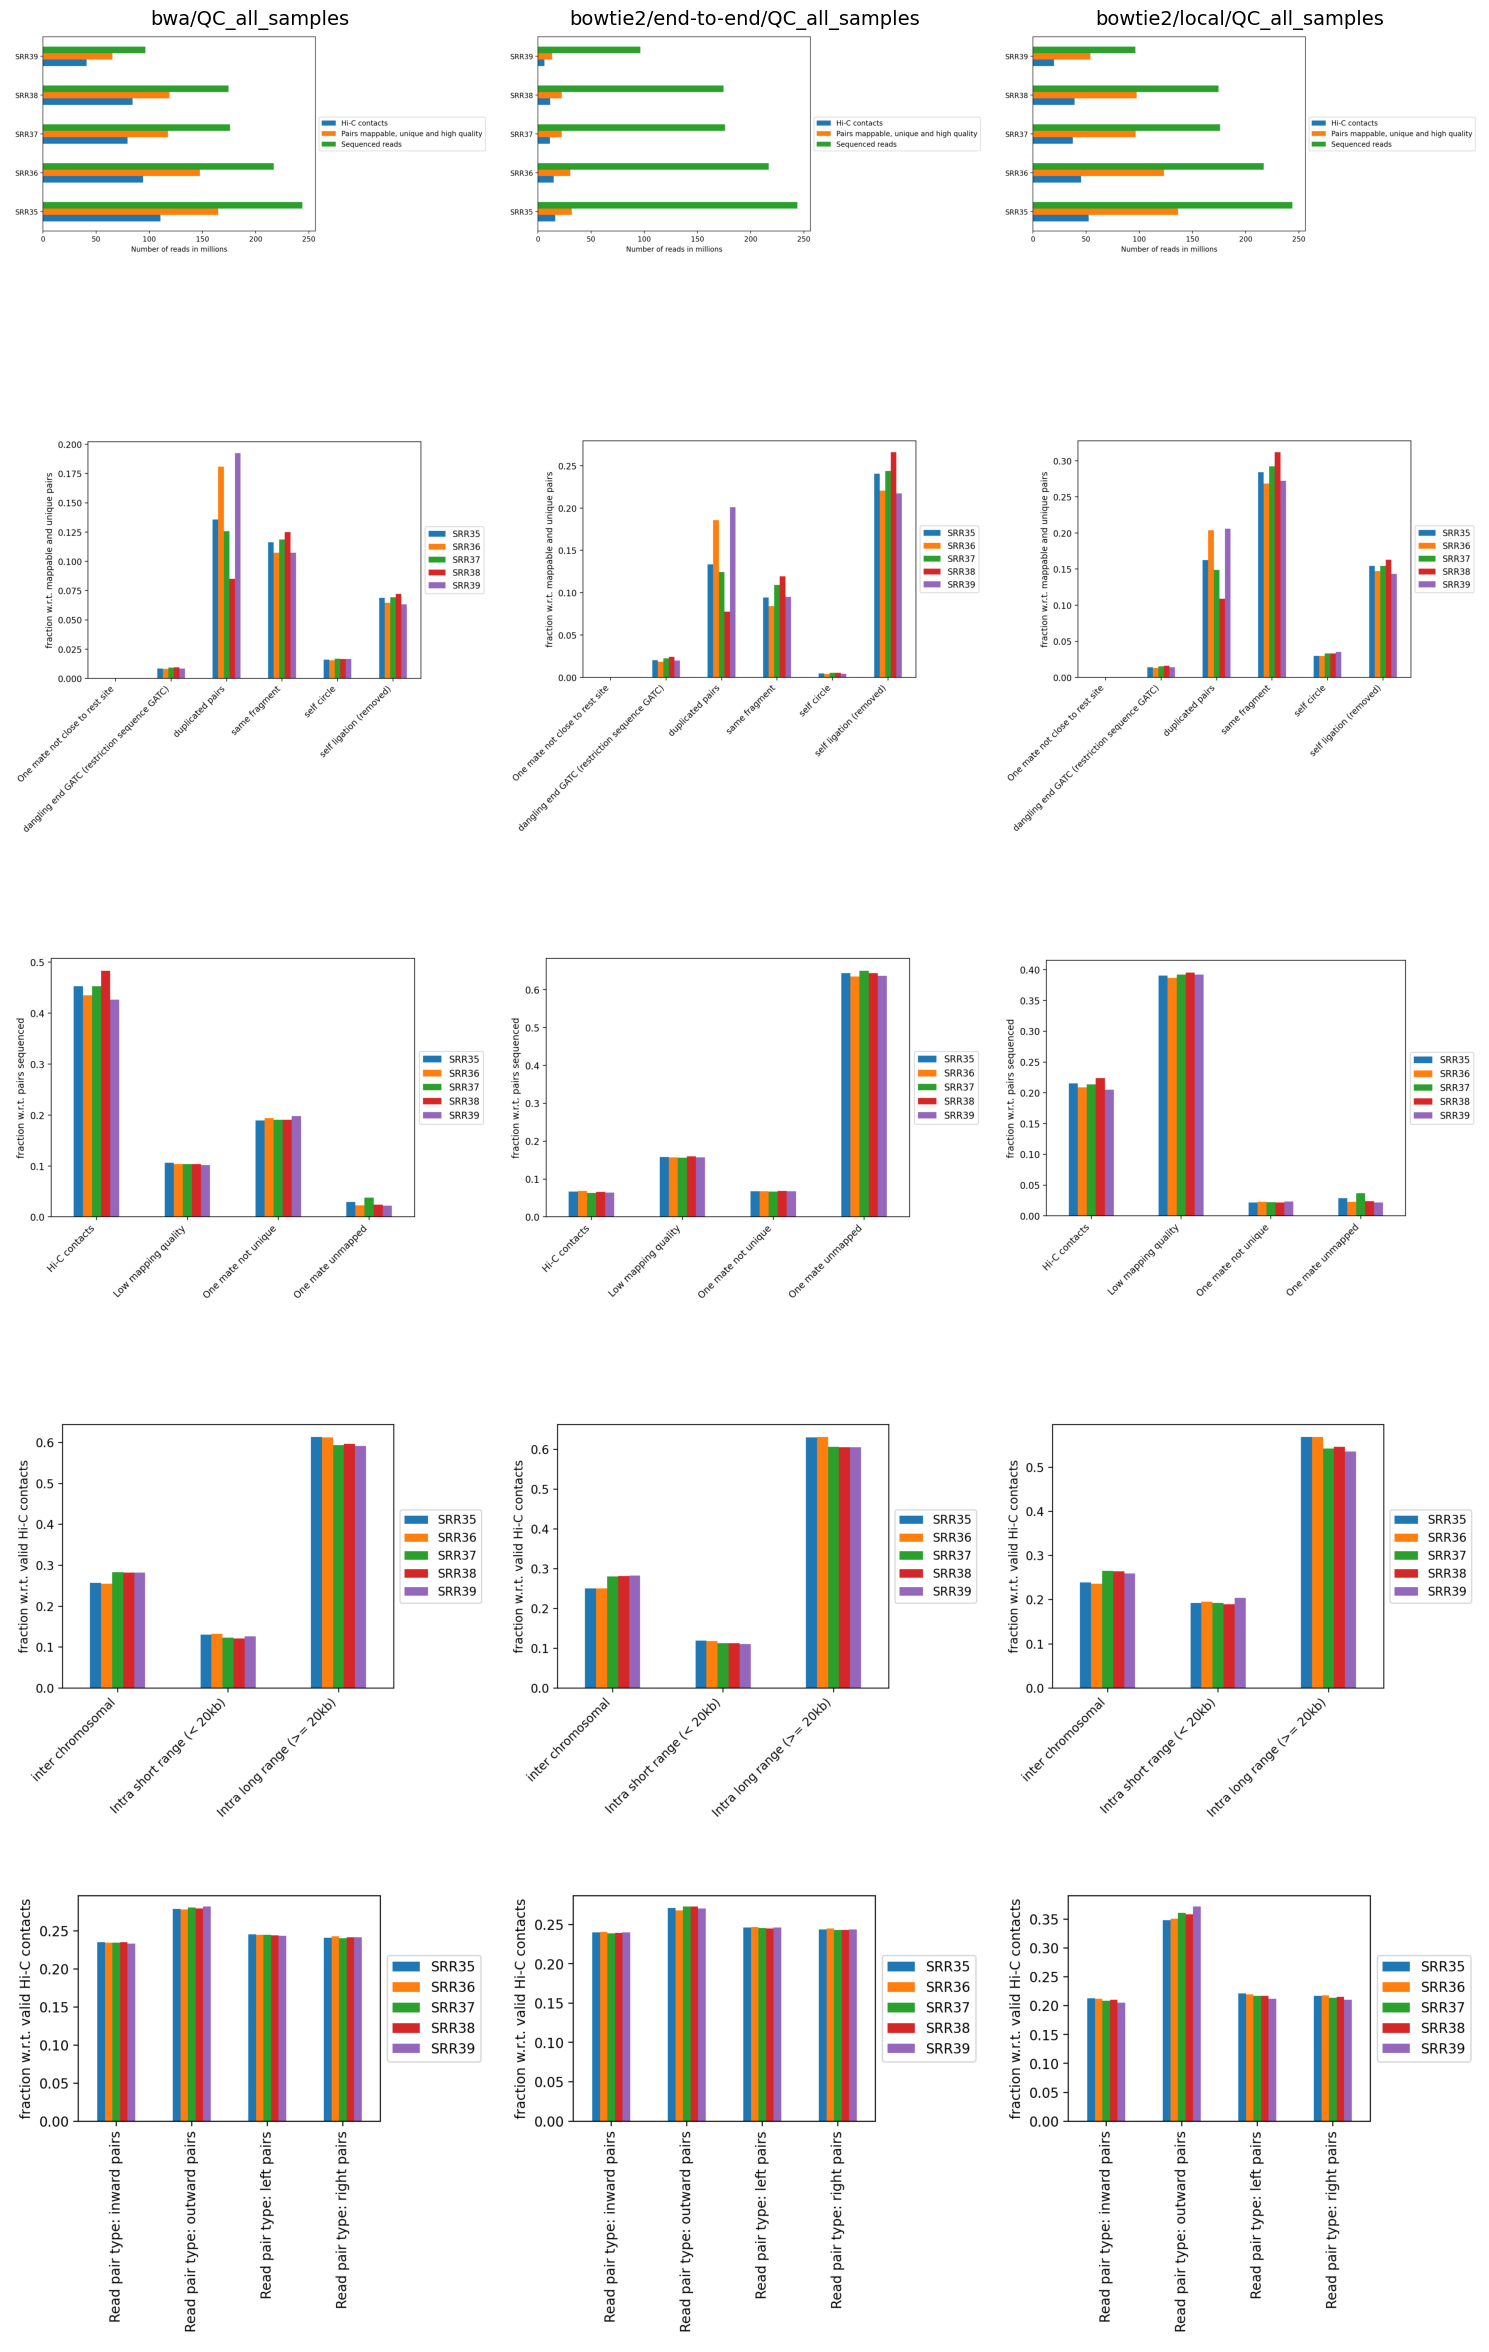 bwa/QC_all_samples
bowtie2/end-to-end/QC_all_samples
bowtie2/local/QC_all_samples
SRR39
SRR38
SRR37
SRR36
SRR35
0 50 100 150 200 250
Number of reads in millions
Hi-C contacts
Pairs mappable, unique and high quality
Sequenced reads
SRR39
SRR38
SRR37
SRR36
SRR35
0 50 100 150 200 250
Number of reads in millions
Hi-C contacts
Pairs mappable, unique and high quality
Sequenced reads
SRR39
SRR38
SRR37
SRR36
SRR35
0 50 100 150 200 250
Number of reads in millions
Hi-C contacts
Pairs mappable, unique and high quality
Sequenced reads
fraction w.r.t. mappable and unique pairs
0.200
0.175
0.150
0.125
0.100
0.075
0.050
0.025
0.000
One mate not close to rest site
dangling end GATC (restriction sequence GATC)
duplicated pairs
same fragment
self circle
self ligation (removed)
SRR35
SRR36
SRR37
SRR38
SRR39
fraction w.r.t. mappable and unique pairs
0.25
0.20
0.15
0.10
0.05
0.00
One mate not close to rest site
dangling end GATC (restriction sequence GATC)
duplicated pairs
same fragment
self circle
self ligation (removed)
SRR35
SRR36
SRR37
SRR38
SRR39
fraction w.r.t. mappable and unique pairs
0.30
0.25
0.20
0.15
0.10
0.05
0.00
One mate not close to rest site
dangling end GATC (restriction sequence GATC)
duplicated pairs
same fragment
self circle
self ligation (removed)
SRR35
SRR36
SRR37
SRR38
SRR39
fraction w.r.t. pairs sequenced
0.5
0.4
0.3
0.2
0.1
0.0
Hi-C contacts
Low mapping quality
One mate not unique
One mate unmapped
SRR35
SRR36
SRR37
SRR38
SRR39
fraction w.r.t. pairs sequenced
0.6
0.5
0.4
0.3
0.2
0.1
0.0
Hi-C contacts
Low mapping quality
One mate not unique
One mate unmapped
SRR35
SRR36
SRR37
SRR38
SRR39
fraction w.r.t. pairs sequenced
0.40
0.35
0.30
0.25
0.20
0.15
0.10
0.05
0.00
Hi-C contacts
Low mapping quality
One mate not unique
One mate unmapped
SRR35
SRR36
SRR37
SRR38
SRR39
fraction w.r.t. valid Hi-C contacts
0.6
0.5
0.4
0.3
0.2
0.1
0.0
inter chromosomal
Intra short range (< 20kb)
Intra long range (>= 20kb)
SRR35
SRR36
SRR37
SRR38
SRR39
fraction w.r.t. valid Hi-C contacts
0.6
0.5
0.4
0.3
0.2
0.1
0.0
inter chromosomal
Intra short range (< 20kb)
Intra long range (>= 20kb)
SRR35
SRR36
SRR37
SRR38
SRR39
fraction w.r.t. valid Hi-C contacts
0.5
0.4
0.3
0.2
0.1
0.0
inter chromosomal
Intra short range (< 20kb)
Intra long range (>= 20kb)
SRR35
SRR36
SRR37
SRR38
SRR39
fraction w.r.t. valid Hi-C contacts
0.25
0.20
0.15
0.10
0.05
0.00
Read pair type: inward pairs
Read pair type: outward pairs
Read pair type: left pairs
Read pair type: right pairs
SRR35
SRR36
SRR37
SRR38
SRR39
fraction w.r.t. valid Hi-C contacts
0.25
0.20
0.15
0.10
0.05
0.00
Read pair type: inward pairs
Read pair type: outward pairs
Read pair type: left pairs
Read pair type: right pairs
SRR35
SRR36
SRR37
SRR38
SRR39
fraction w.r.t. valid Hi-C contacts
0.35
0.30
0.25
0.20
0.15
0.10
0.05
0.00
Read pair type: inward pairs
Read pair type: outward pairs
Read pair type: left pairs
Read pair type: right pairs
SRR35
SRR36
SRR37
SRR38
SRR39